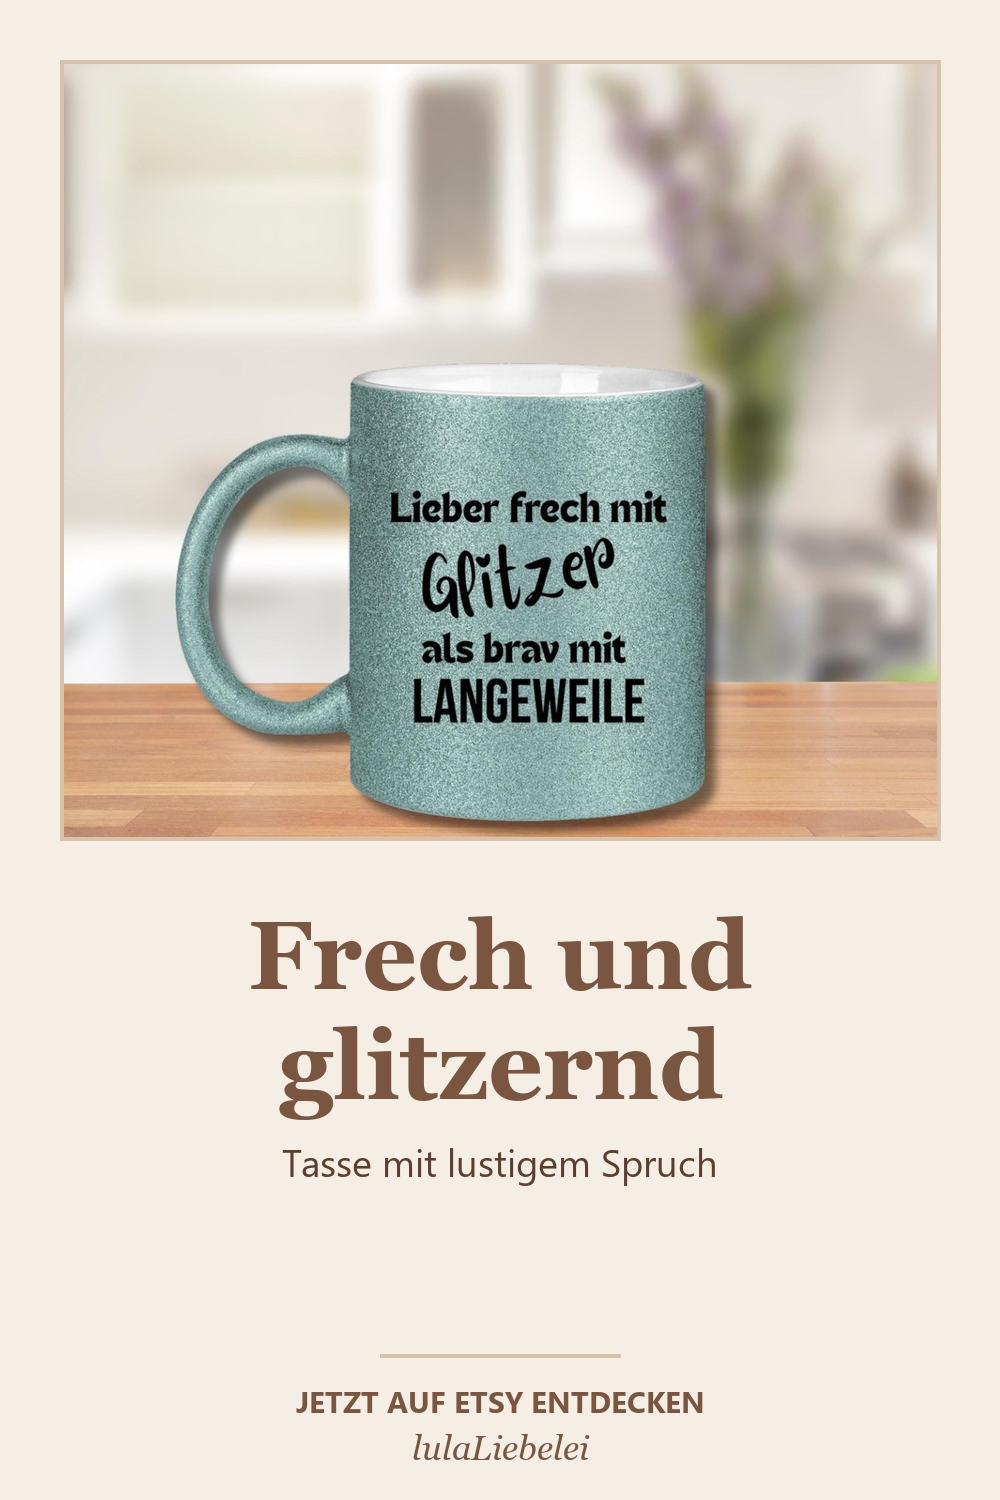 Lieber frech mit
Glitzer
als brav mit
LANGEWEILE
Frech und
glitzernd
Tasse mit lustigem Spruch
JETZT AUF ETSY ENTDECKEN
lulaLiebelei